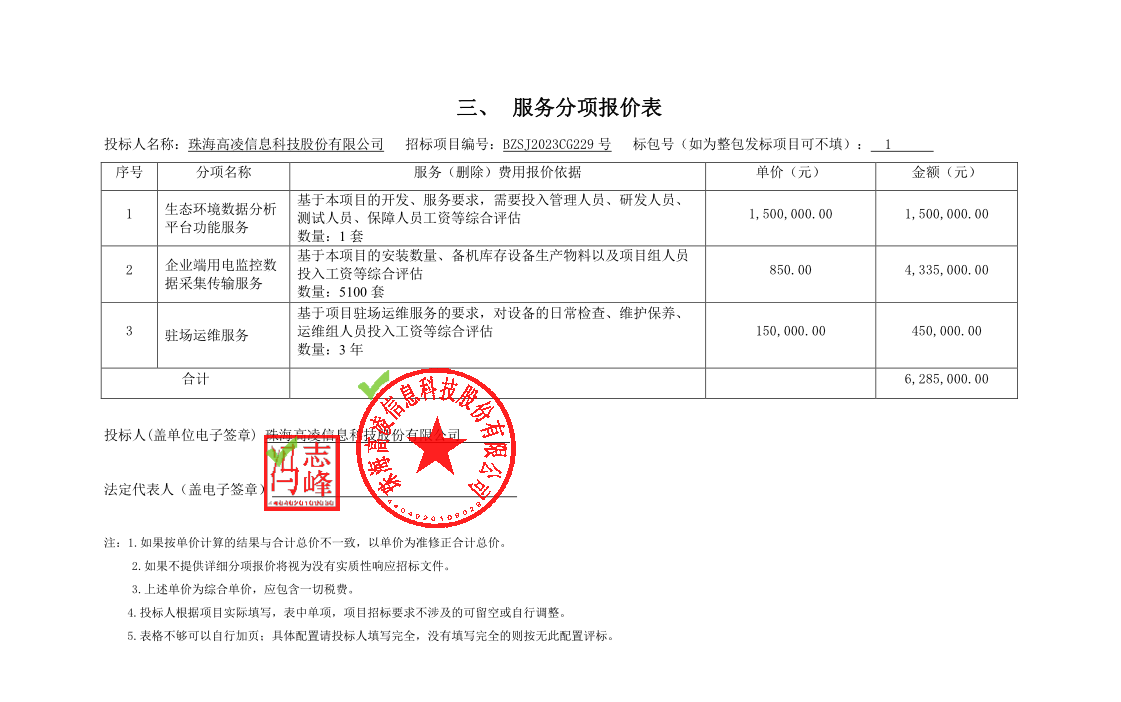 三、 服务分项报价表
投标人名称：珠海高凌信息科技股份有限公司 招标项目编号：BZSJ2023CG229 号 标包号（如为整包发标项目可不填）： 1
序号 分项名称 服务（删除）费用报价依据 单价（元） 金额（元）
1 生态环境数据分析平台功能服务 基于本项目的开发、服务要求，需要投入管理人员、研发人员、 1,500,000.00 1,500,000.00
测试人员、保障人员工资等综合评估
数量：1 套
2 企业端用电监控数据采集传输服务 基于本项目的安装数量、备机库存设备生产物料以及项目组人员 850.00 4,335,000.00
投入工资等综合评估
数量：5100 套
3 驻场运维服务 基于项目驻场运维服务的要求，对设备的日常检查、维护保养、 150,000.00 450,000.00
运维组人员投入工资等综合评估
数量：3 年
合计 6,285,000.00
投标人(盖单位电子签章) 珠海高凌信息科技股份有限公司
珠海高凌信息科技股份有限公司
法定代表人（盖电子签章）
志峰
注：1.如果按单价计算的结果与合计总价不一致，以单价为准修正合计总价。
2.如果不提供详细分项报价将视为没有实质性响应招标文件。
3.上述单价为综合单价，应包含一切税费。
4.投标人根据项目实际填写，表中单项，项目招标要求不涉及的可留空或自行调整。
5.表格不够可以自行加页；具体配置请投标人填写完全，没有填写完全的则按无此配置评标。